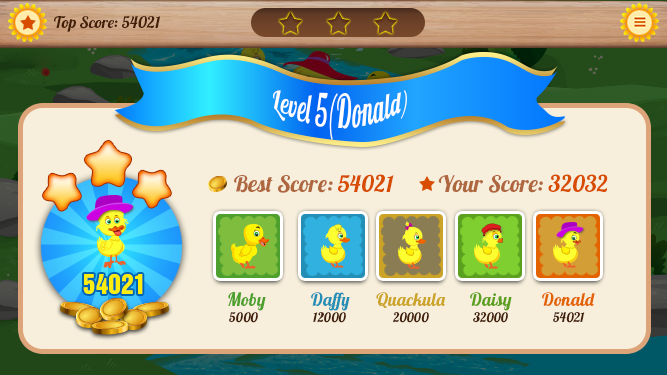 Top Score: 54021
Level 5(Donald)
Best Score: 54021
Your Score: 32032
54021
Moby
5000
Daffy
12000
Quackula
20000
Daisy
32000
Donald
54021